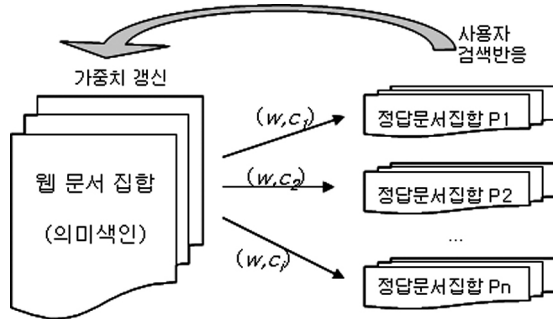 사용자
검색반응
가중치 갱신
웹 문서 집합
(의미색인)
(w,c₁)
정답문서집합 P1
(w,c₂)
정답문서집합 P2
...
(w,cᵢ)
정답문서집합 Pn